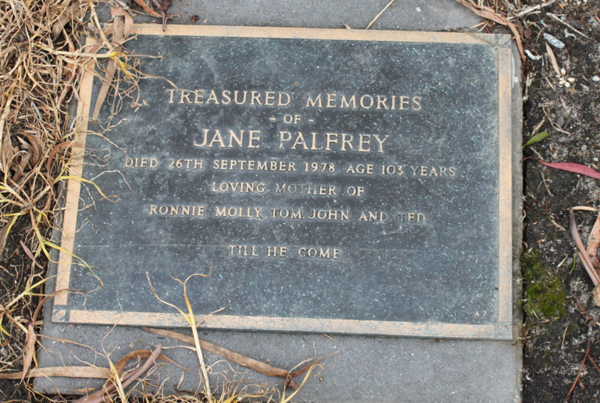 TREASURED MEMORIES
- OF -
JANE PALFREY
DIED 26TH SEPTEMBER 1978 AGE 103 YEARS
LOVING MOTHER OF
RONNIE MOLLY, TOM, JOHN AND TED
TILL HE COME